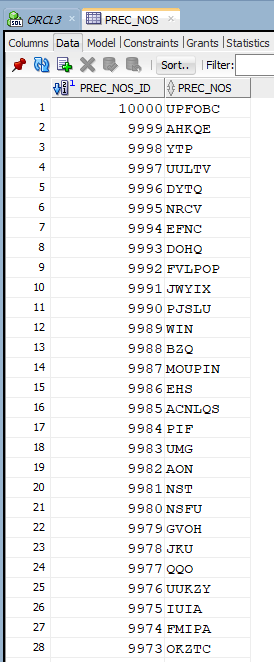 SQL ORCL3 × PREC_NOS ×
Columns Data Model Constraints Grants Statistics
Sort.. Filter:
PREC_NOS_ID PREC_NOS
1 10000 UPFOBC
2 9999 AHKQE
3 9998 YTP
4 9997 UULTV
5 9996 DYTQ
6 9995 NRCV
7 9994 EFNC
8 9993 DOHQ
9 9992 FVLPOP
10 9991 JWYIX
11 9990 PJSLU
12 9989 WIN
13 9988 BZQ
14 9987 MOUPIN
15 9986 EHS
16 9985 ACNLQS
17 9984 PIF
18 9983 UMG
19 9982 AON
20 9981 NST
21 9980 NSFU
22 9979 GVOH
23 9978 JKU
24 9977 QQO
25 9976 UUKZY
26 9975 IUIA
27 9974 FMIPA
28 9973 OKZTC